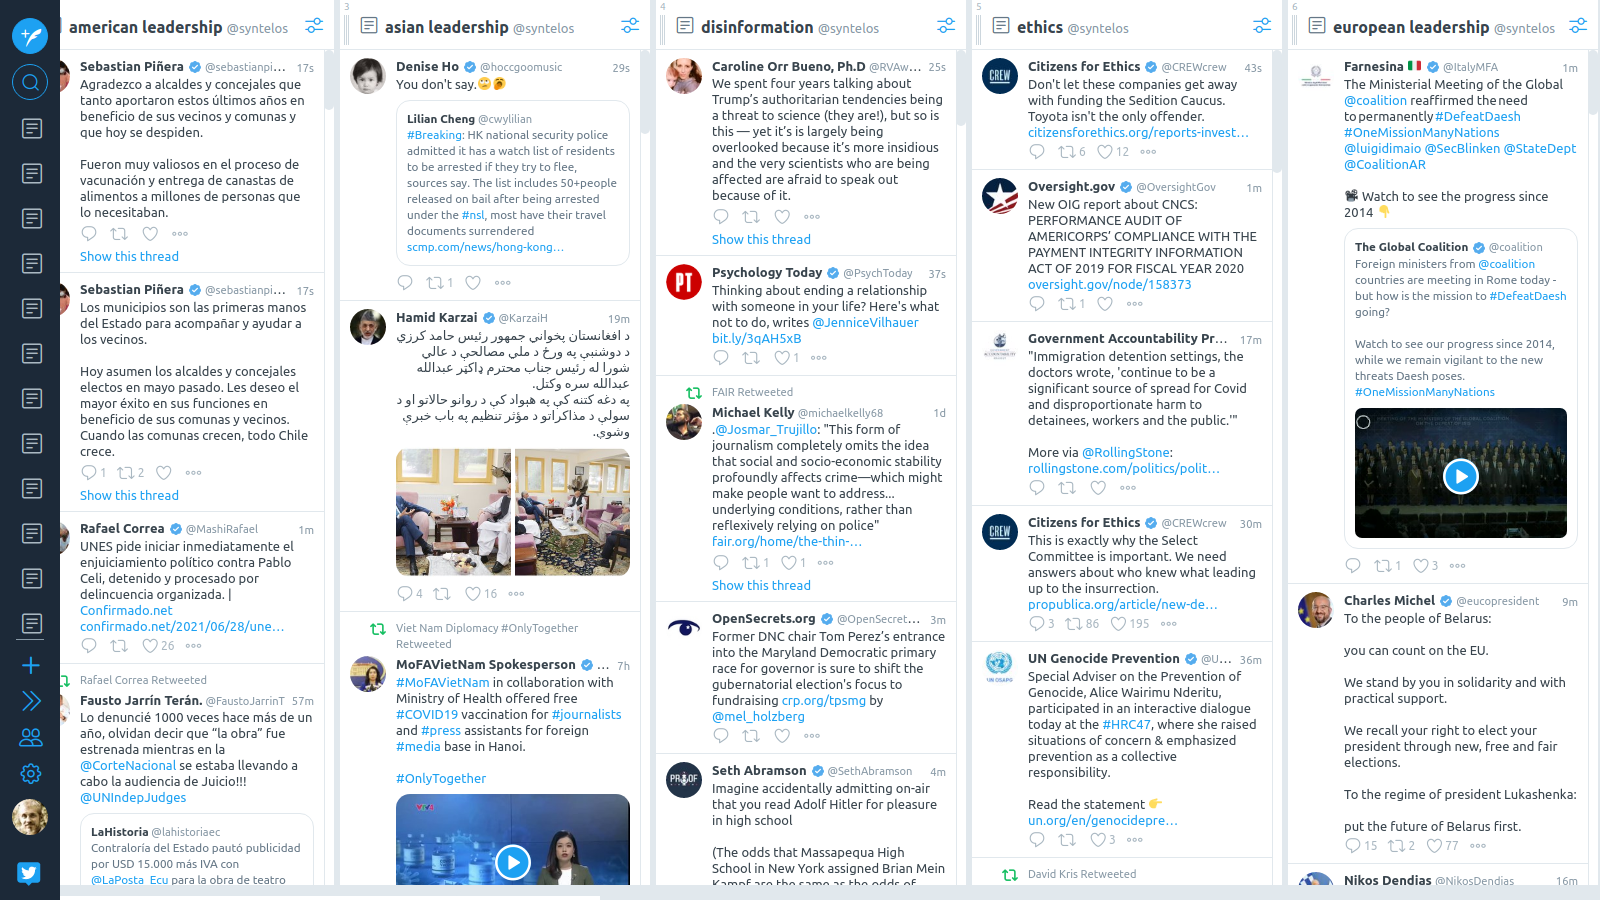 american leadership @syntelos
Sebastian Piñera @sebastianpi... 17s
Agradezco a alcaldes y concejales que
tanto aportaron estos últimos años en
beneficio de sus vecinos y comunas y
que hoy se despiden.
Fueron muy valiosos en el proceso de
vacunación y entrega de canastas de
alimentos a millones de personas que
lo necesitaban.
Show this thread
Sebastian Piñera @sebastianpi... 17s
Los municipios son las primeras manos
del Estado para acompañar y ayudar a
los vecinos.
Hoy asumen los alcaldes y concejales
electos en mayo pasado. Les deseo el
mayor éxito en sus funciones en
beneficio de sus comunas y vecinos.
Cuando las comunas crecen, todo Chile
crece.
1 2
Show this thread
Rafael Correa @MashiRafael 1m
UNES pide iniciar inmediatamente el
enjuiciamiento político contra Pablo
Celi, detenido y procesado por
delincuencia organizada. |
Confirmado.net
confirmado.net/2021/06/28/une...
26
Rafael Correa Retweeted
Fausto Jarrín Terán. @FaustoJarrinT 57m
Lo denuncié 1000 veces hace más de un
año, olvidan decir que “la obra” fue
estrenada mientras en la
@CorteNacional se estaba llevando a
cabo la audiencia de Juicio!!!
@UNIndepJudges
LaHistoria @lahistoriaec
Contraloría del Estado pautó publicidad
por USD 15.000 más IVA con
@LaPosta_Ecu para la obra de teatro
3
asian leadership @syntelos
Denise Ho @hoccgoomusic 29s
You don't say.🙄🥱
Lilian Cheng @cwylilian
#Breaking: HK national security police
admitted it has a watch list of residents
to be arrested if they try to flee,
sources say. The list includes 50+people
released on bail after being arrested
under the #nsl, most have their travel
documents surrendered
scmp.com/news/hong-kong...
1
Hamid Karzai @KarzaiH 19m
د افغانستان پخواني جمهور رئیس حامد کرزي
د دوشنبې په ورځ د ملي مصالحې د عالي
شورا له رئیس جناب محترم ډاکټر عبدالله
عبدالله سره وکتل.
په دغه کتنه کې په هېواد کې د روانو حالاتو او د
سولې د مذاکراتو د مؤثر تنظیم په باب خبرې
وشوې.
4 16
Viet Nam Diplomacy #OnlyTogether
Retweeted
MoFAVietNam Spokesperson ... 7h
#MoFAVietNam in collaboration with
Ministry of Health offered free
#COVID19 vaccination for #journalists
and #press assistants for foreign
#media base in Hanoi.
#OnlyTogether
4
disinformation @syntelos
Caroline Orr Bueno, Ph.D @RVAw... 25s
We spent four years talking about
Trump’s authoritarian tendencies being
a threat to science (they are!), but so is
this — yet it’s is largely being
overlooked because it’s more insidious
and the very scientists who are being
affected are afraid to speak out
because of it.
Show this thread
PT
Psychology Today @PsychToday 37s
Thinking about ending a relationship
with someone in your life? Here's what
not to do, writes @JenniceVilhauer
bit.ly/3qAH5xB
1
FAIR Retweeted
Michael Kelly @michaelkelly68 1d
.@Josmar_Trujillo: "This form of
journalism completely omits the idea
that social and socio-economic stability
profoundly affects crime—which might
make people want to address...
underlying conditions, rather than
reflexively relying on police"
fair.org/home/the-thin-...
1 1
Show this thread
OpenSecrets.org @OpenSecret... 3m
Former DNC chair Tom Perez’s entrance
into the Maryland Democratic primary
race for governor is sure to shift the
gubernatorial election's focus to
fundraising crp.org/tpsmg by
@mel_holzberg
PROOF
Seth Abramson @SethAbramson 4m
Imagine accidentally admitting on-air
that you read Adolf Hitler for pleasure
in high school
(The odds that Massapequa High
School in New York assigned Brian Mein
Kampf are the same as the odds of
5
ethics @syntelos
CREW
Citizens for Ethics @CREWcrew 43s
Don't let these companies get away
with funding the Sedition Caucus.
Toyota isn't the only offender.
citizensforethics.org/reports-invest...
6 12
Oversight.gov @OversightGov 1m
New OIG report about CNCS:
PERFORMANCE AUDIT OF
AMERICORPS’ COMPLIANCE WITH THE
PAYMENT INTEGRITY INFORMATION
ACT OF 2019 FOR FISCAL YEAR 2020
oversight.gov/node/158373
1
Government Accountability Pr... 17m
"Immigration detention settings, the
doctors wrote, 'continue to be a
significant source of spread for Covid
and disproportionate harm to
detainees, workers and the public.'"
More via @RollingStone:
rollingstone.com/politics/polit...
CREW
Citizens for Ethics @CREWcrew 30m
This is exactly why the Select
Committee is important. We need
answers about who knew what leading
up to the insurrection.
propublica.org/article/new-de...
3 86 195
UN Genocide Prevention @U... 36m
Special Adviser on the Prevention of
Genocide, Alice Wairimu Nderitu,
participated in an interactive dialogue
today at the #HRC47, where she raised
situations of concern & emphasized
prevention as a collective
responsibility.
Read the statement 👉
un.org/en/genocidepre...
3
David Kris Retweeted
6
european leadership @syntelos
Farnesina 🇮🇹 @ItalyMFA 1m
The Ministerial Meeting of the Global
@coalition reaffirmed the need
to permanently #DefeatDaesh
#OneMissionManyNations
@luigidimaio @SecBlinken @StateDept
@CoalitionAR
📽 Watch to see the progress since
2014 👇
The Global Coalition @coalition
Foreign ministers from @coalition
countries are meeting in Rome today -
but how is the mission to #DefeatDaesh
going?
Watch to see our progress since 2014,
while we remain vigilant to the new
threats Daesh poses.
#OneMissionManyNations
1 3
Charles Michel @eucopresident 9m
To the people of Belarus:
you can count on the EU.
We stand by you in solidarity and with
practical support.
We recall your right to elect your
president through new, free and fair
elections.
To the regime of president Lukashenka:
put the future of Belarus first.
15 2 77
Nikos Dendias @NikosDendias 16m